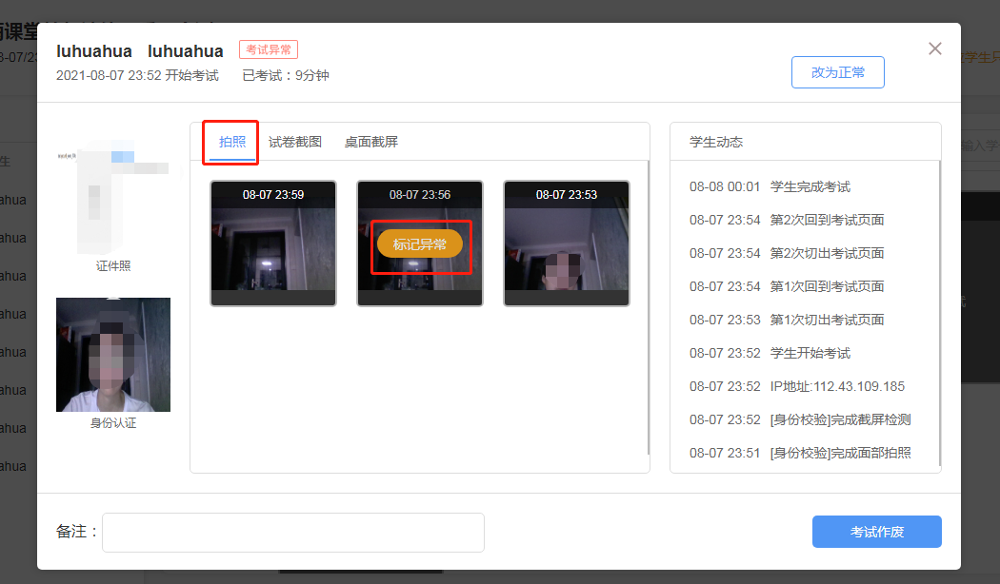 luhuahua luhuahua 考试异常
2021-08-07 23:52 开始考试 已考试：9分钟
改为正常
证件照
身份认证
拍照 试卷截图 桌面截屏
08-07 23:59 08-07 23:56 08-07 23:53
标记异常
学生动态
08-08 00:01 学生完成考试
08-07 23:54 第2次回到考试页面
08-07 23:54 第2次切出考试页面
08-07 23:54 第1次回到考试页面
08-07 23:53 第1次切出考试页面
08-07 23:52 学生开始考试
08-07 23:52 IP地址:112.43.109.185
08-07 23:52 [身份校验]完成截屏检测
08-07 23:51 [身份校验]完成面部拍照
备注：
考试作废
生
ahua
ahua
ahua
ahua
ahua
ahua
ahua
ahua